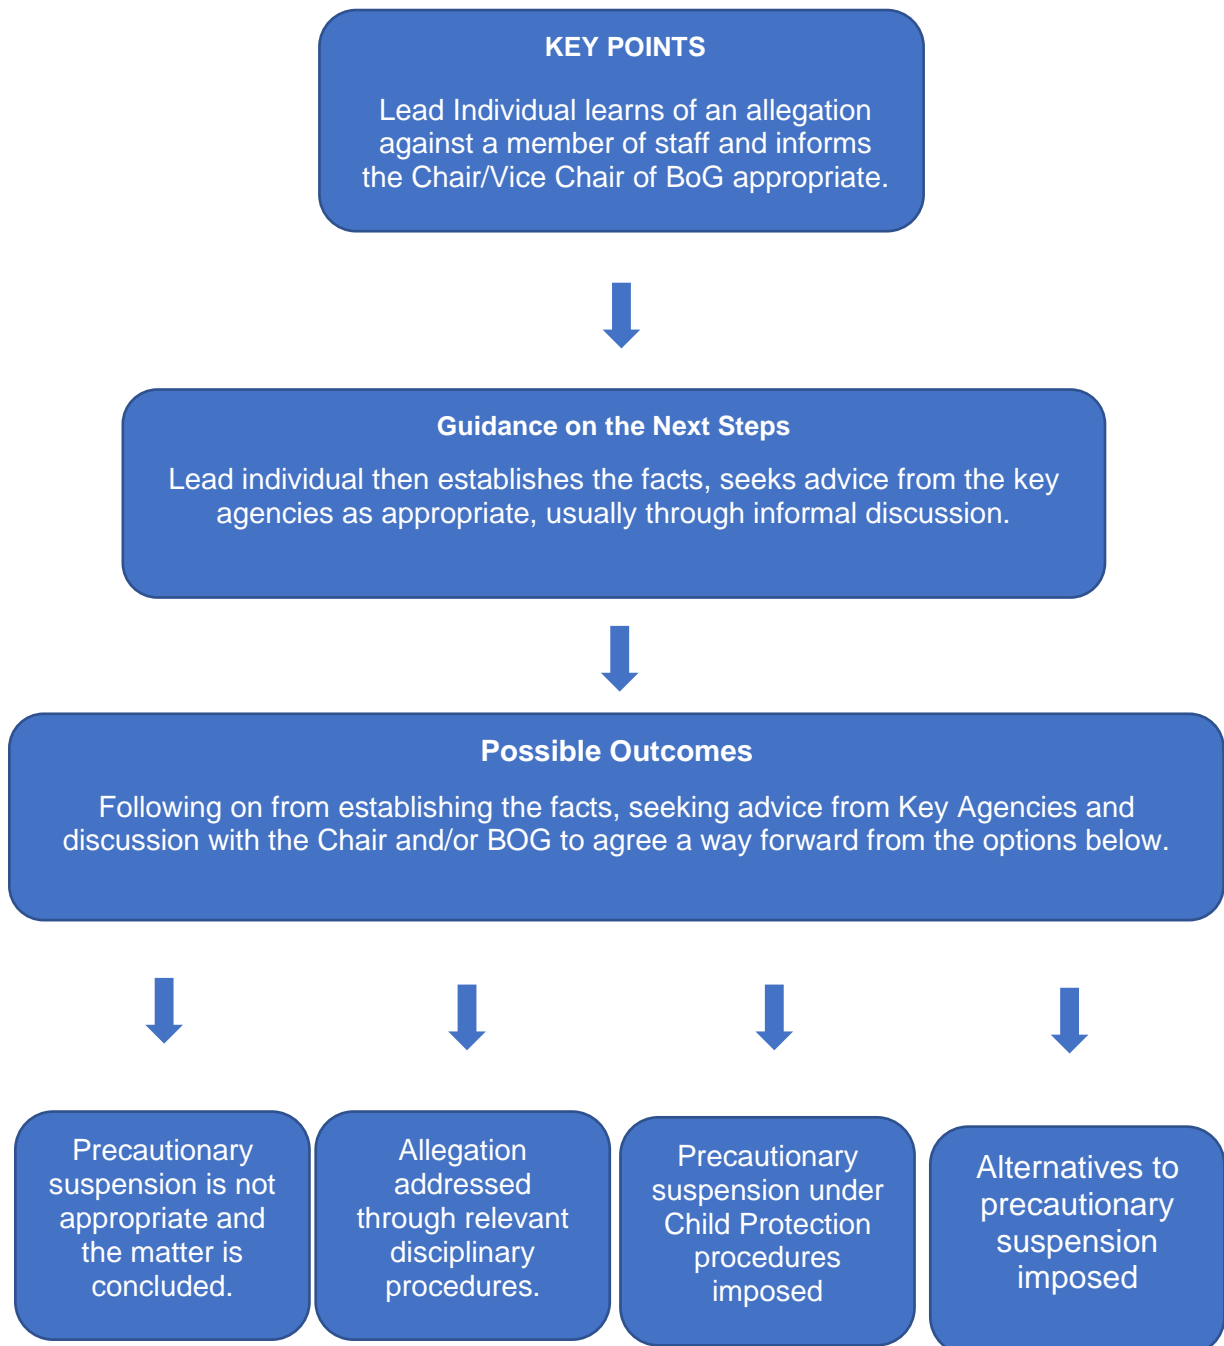 KEY POINTS
Lead Individual learns of an allegation
against a member of staff and informs
the Chair/Vice Chair of BoG appropriate.
Guidance on the Next Steps
Lead individual then establishes the facts, seeks advice from the key
agencies as appropriate, usually through informal discussion.
Possible Outcomes
Following on from establishing the facts, seeking advice from Key Agencies and
discussion with the Chair and/or BOG to agree a way forward from the options below.
Precautionary
suspension is not
appropriate and
the matter is
concluded.
Allegation
addressed
through relevant
disciplinary
procedures.
Precautionary
suspension under
Child Protection
procedures
imposed
Alternatives to
precautionary
suspension
imposed